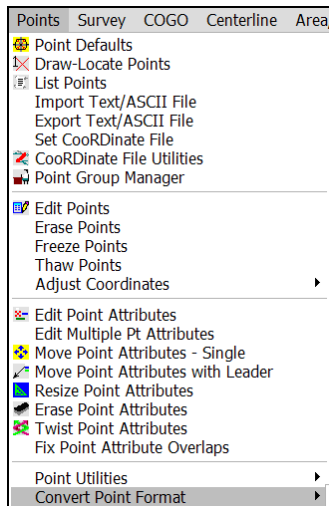 Points Survey COGO Centerline Area
Point Defaults
Draw-Locate Points
List Points
Import Text/ASCII File
Export Text/ASCII File
Set CooRDinate File
CooRDinate File Utilities
Point Group Manager
Edit Points
Erase Points
Freeze Points
Thaw Points
Adjust Coordinates
Edit Point Attributes
Edit Multiple Pt Attributes
Move Point Attributes - Single
Move Point Attributes with Leader
Resize Point Attributes
Erase Point Attributes
Twist Point Attributes
Fix Point Attribute Overlaps
Point Utilities
Convert Point Format